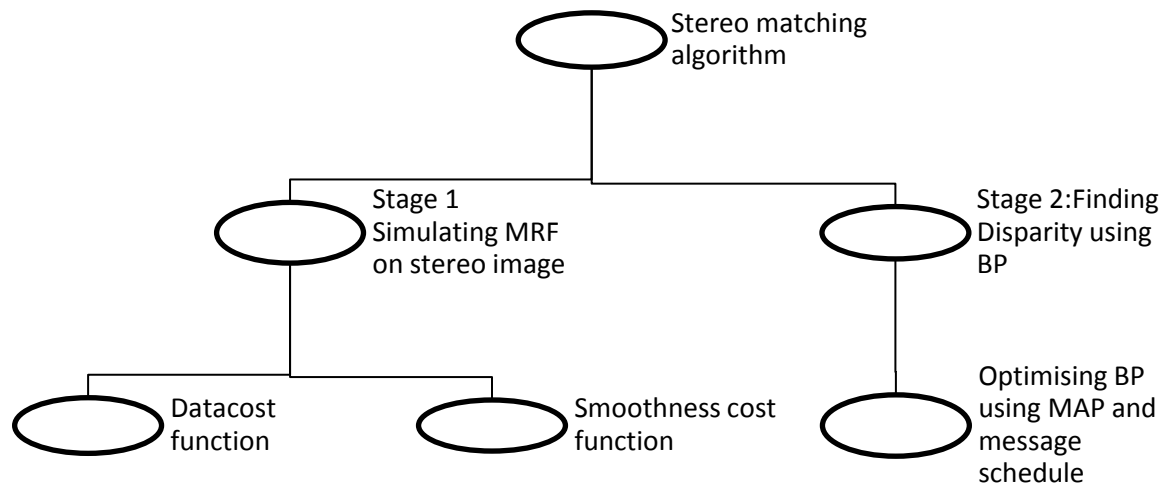 Stereo matching
algorithm
Stage 1
Simulating MRF
on stereo image
Stage 2:Finding
Disparity using
BP
Datacost
function
Smoothness cost
function
Optimising BP
using MAP and
message
schedule